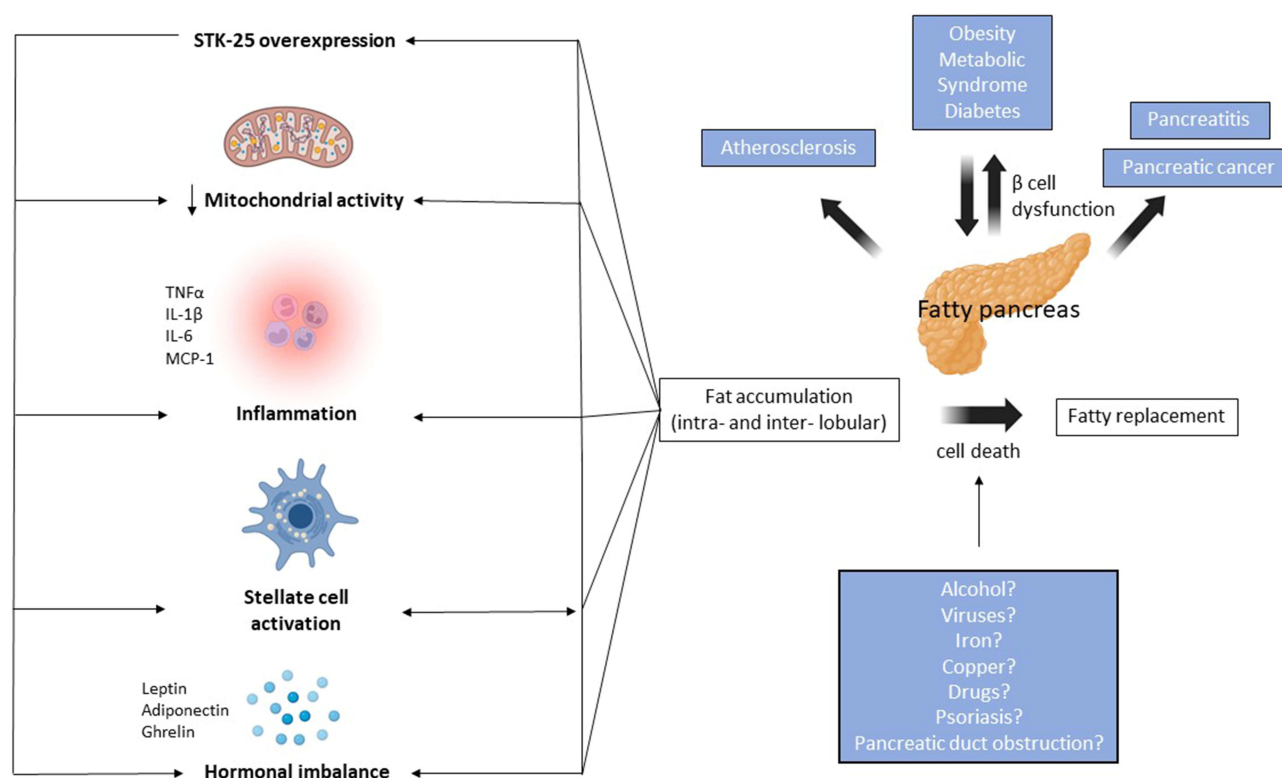 STK-25 overexpression
Mitochondrial activity
TNFα
IL-1β
IL-6
MCP-1
Inflammation
Stellate cell
activation
Leptin
Adiponectin
Ghrelin
Hormonal imbalance
Fat accumulation
(intra- and inter- lobular)
Obesity
Metabolic
Syndrome
Diabetes
Atherosclerosis
Pancreatitis
Pancreatic cancer
β cell
dysfunction
Fatty pancreas
cell death
Fatty replacement
Alcohol?
Viruses?
Iron?
Copper?
Drugs?
Psoriasis?
Pancreatic duct obstruction?